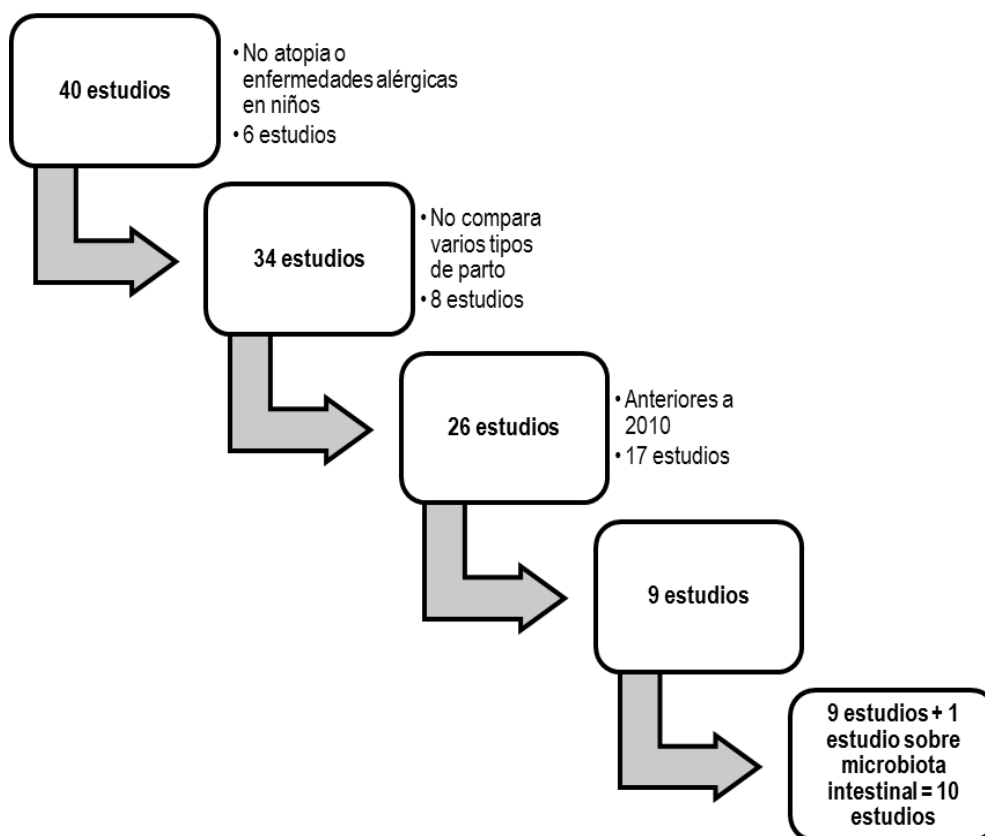 40 estudios
• No atopia o
enfermedades alérgicas
en niños
• 6 estudios
34 estudios
• No compara
varios tipos
de parto
• 8 estudios
26 estudios
• Anteriores a
2010
• 17 estudios
9 estudios
9 estudios + 1
estudio sobre
microbiota
intestinal = 10
estudios